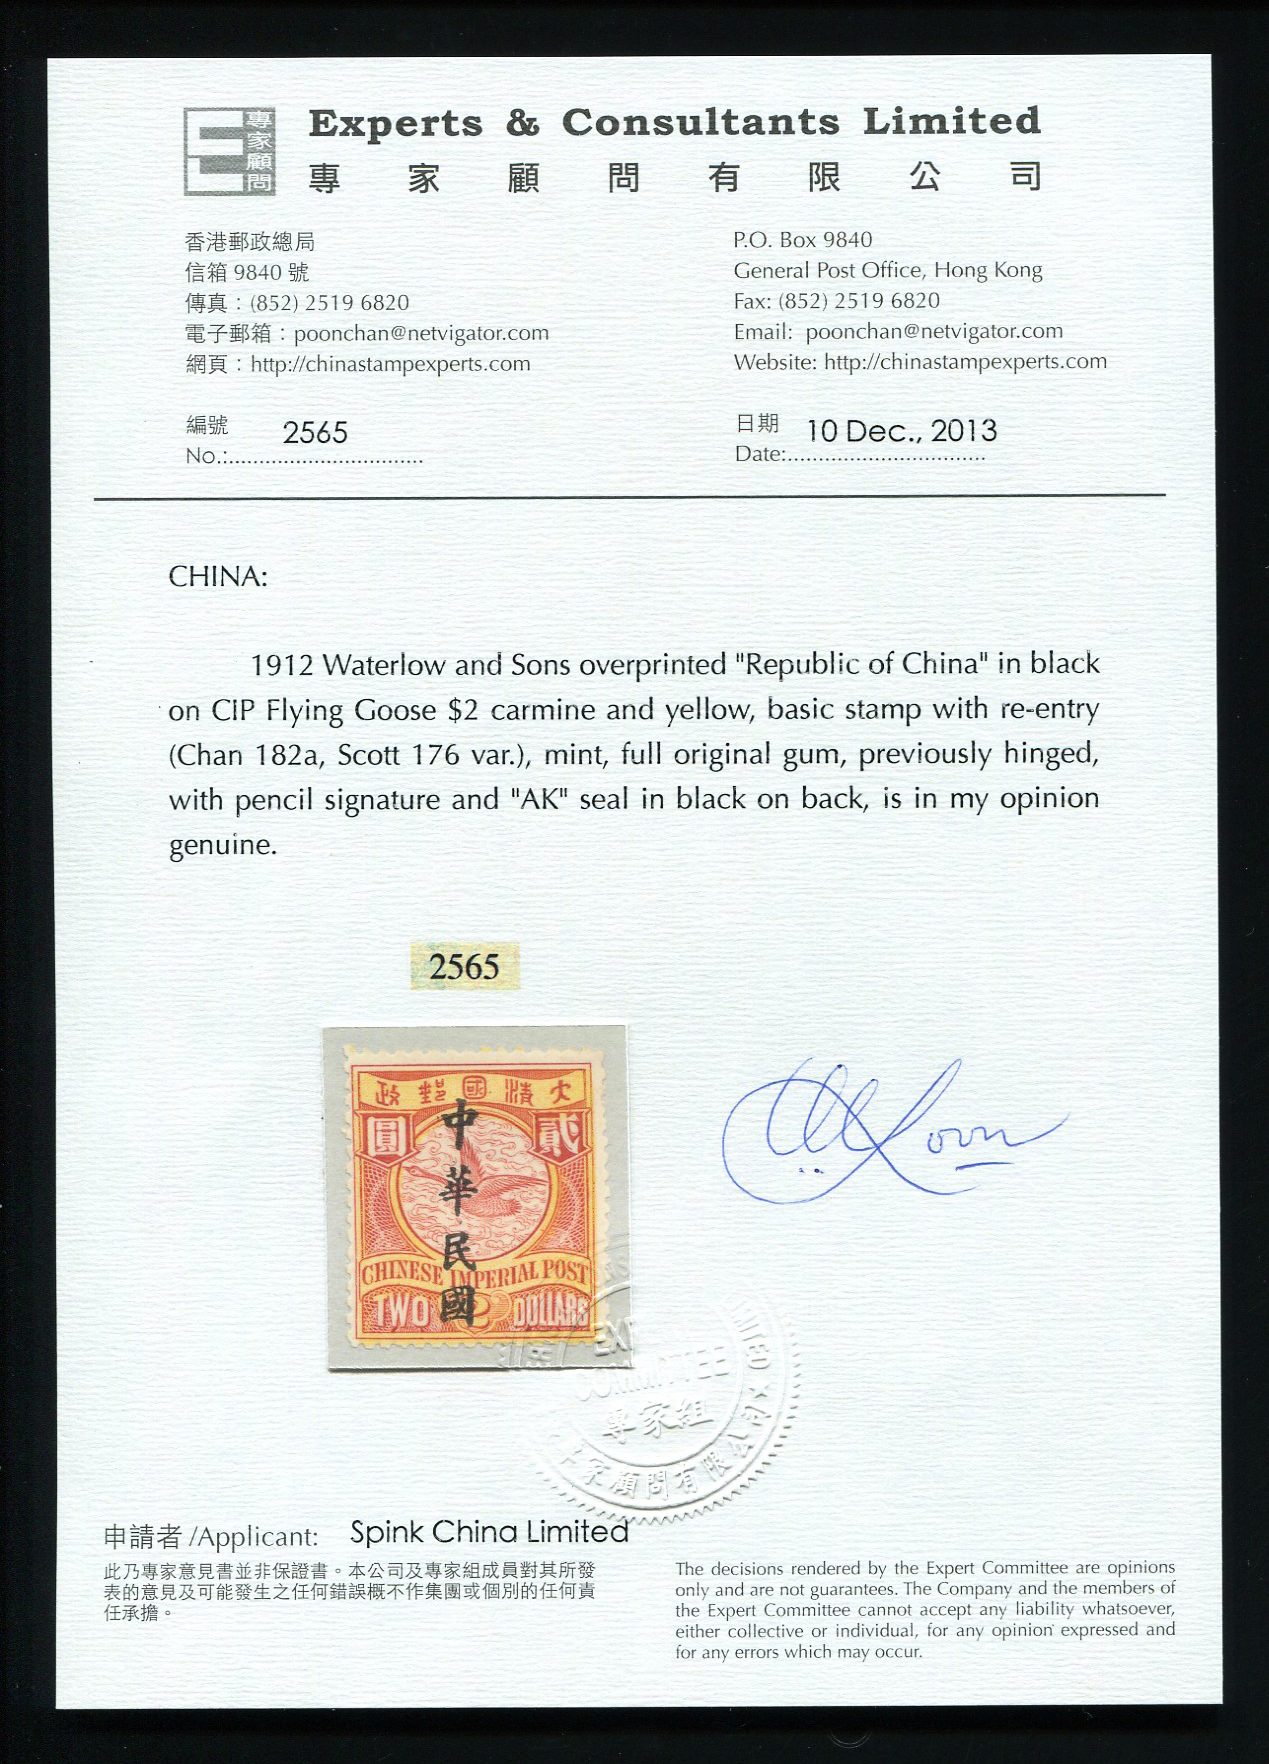 專家顧問
Experts & Consultants Limited
專家顧問有限公司
香港郵政總局
信箱 9840 號
傳真：(852) 2519 6820
電子郵箱：poonchan@netvigator.com
網頁：http://chinastampexperts.com
P.O. Box 9840
General Post Office, Hong Kong
Fax: (852) 2519 6820
Email: poonchan@netvigator.com
Website: http://chinastampexperts.com
編號 2565
No.:................................
日期 10 Dec., 2013
Date:................................
CHINA:
1912 Waterlow and Sons overprinted "Republic of China" in black
on CIP Flying Goose $2 carmine and yellow, basic stamp with re-entry
(Chan 182a, Scott 176 var.), mint, full original gum, previously hinged,
with pencil signature and "AK" seal in black on back, is in my opinion
genuine.
2565
政郵國清大
圓 貳
中華民國
CHINESE IMPERIAL POST
TWO 2 DOLLARS
COMMITTEE
專家組
家顧問有限公司
申請者 /Applicant: Spink China Limited
此乃專家意見書並非保證書。本公司及專家組成員對其所發
表的意見及可能發生之任何錯誤概不作集團或個別的任何責
任承擔。
The decisions rendered by the Expert Committee are opinions
only and are not guarantees. The Company and the members of
the Expert Committee cannot accept any liability whatsoever,
either collective or individual, for any opinion expressed and
for any errors which may occur.